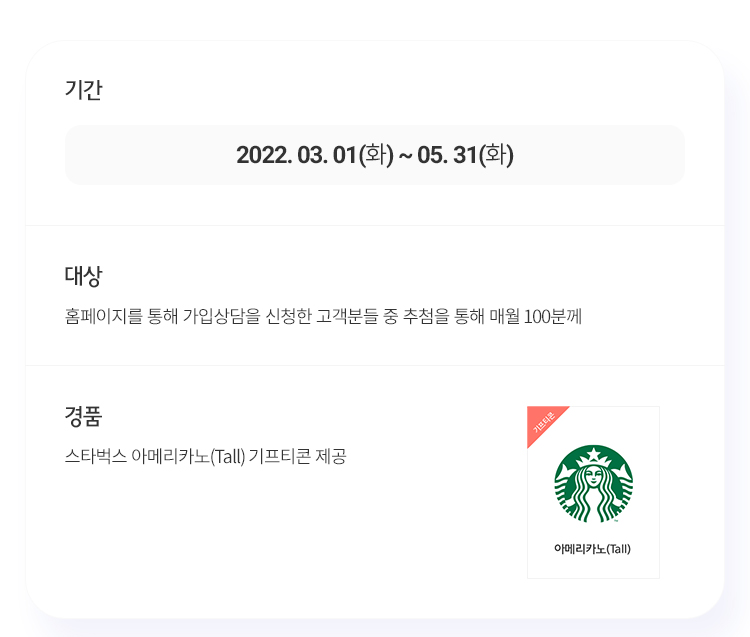 기간
2022. 03. 01(화) ~ 05. 31(화)
대상
홈페이지를 통해 가입상담을 신청한 고객분들 중 추첨을 통해 매월 100분께
경품
스타벅스 아메리카노(Tall) 기프티콘 제공
기프티콘
아메리카노(Tall)